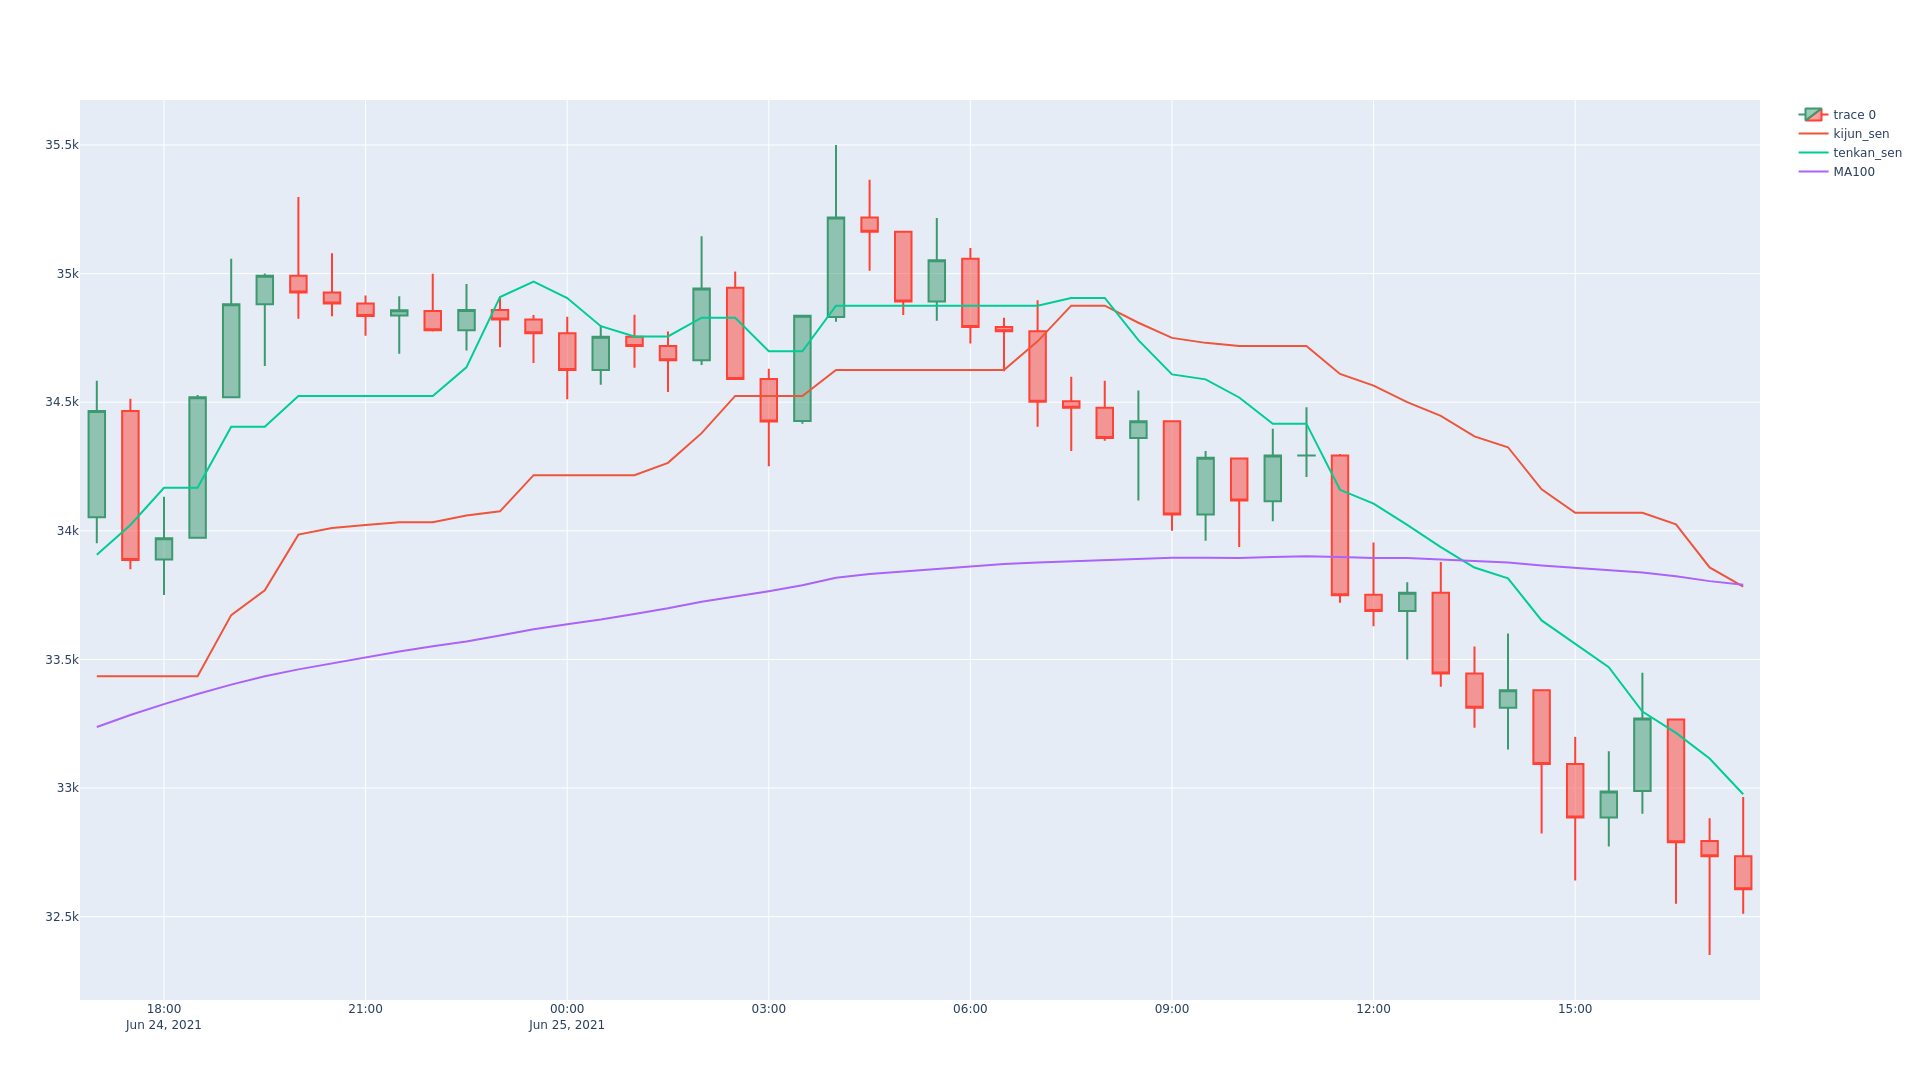 trace 0
kijun_sen
tenkan_sen
MA100
35.5k
35k
34.5k
34k
33.5k
33k
32.5k
18:00 21:00 00:00 03:00 06:00 09:00 12:00 15:00
Jun 24, 2021 Jun 25, 2021